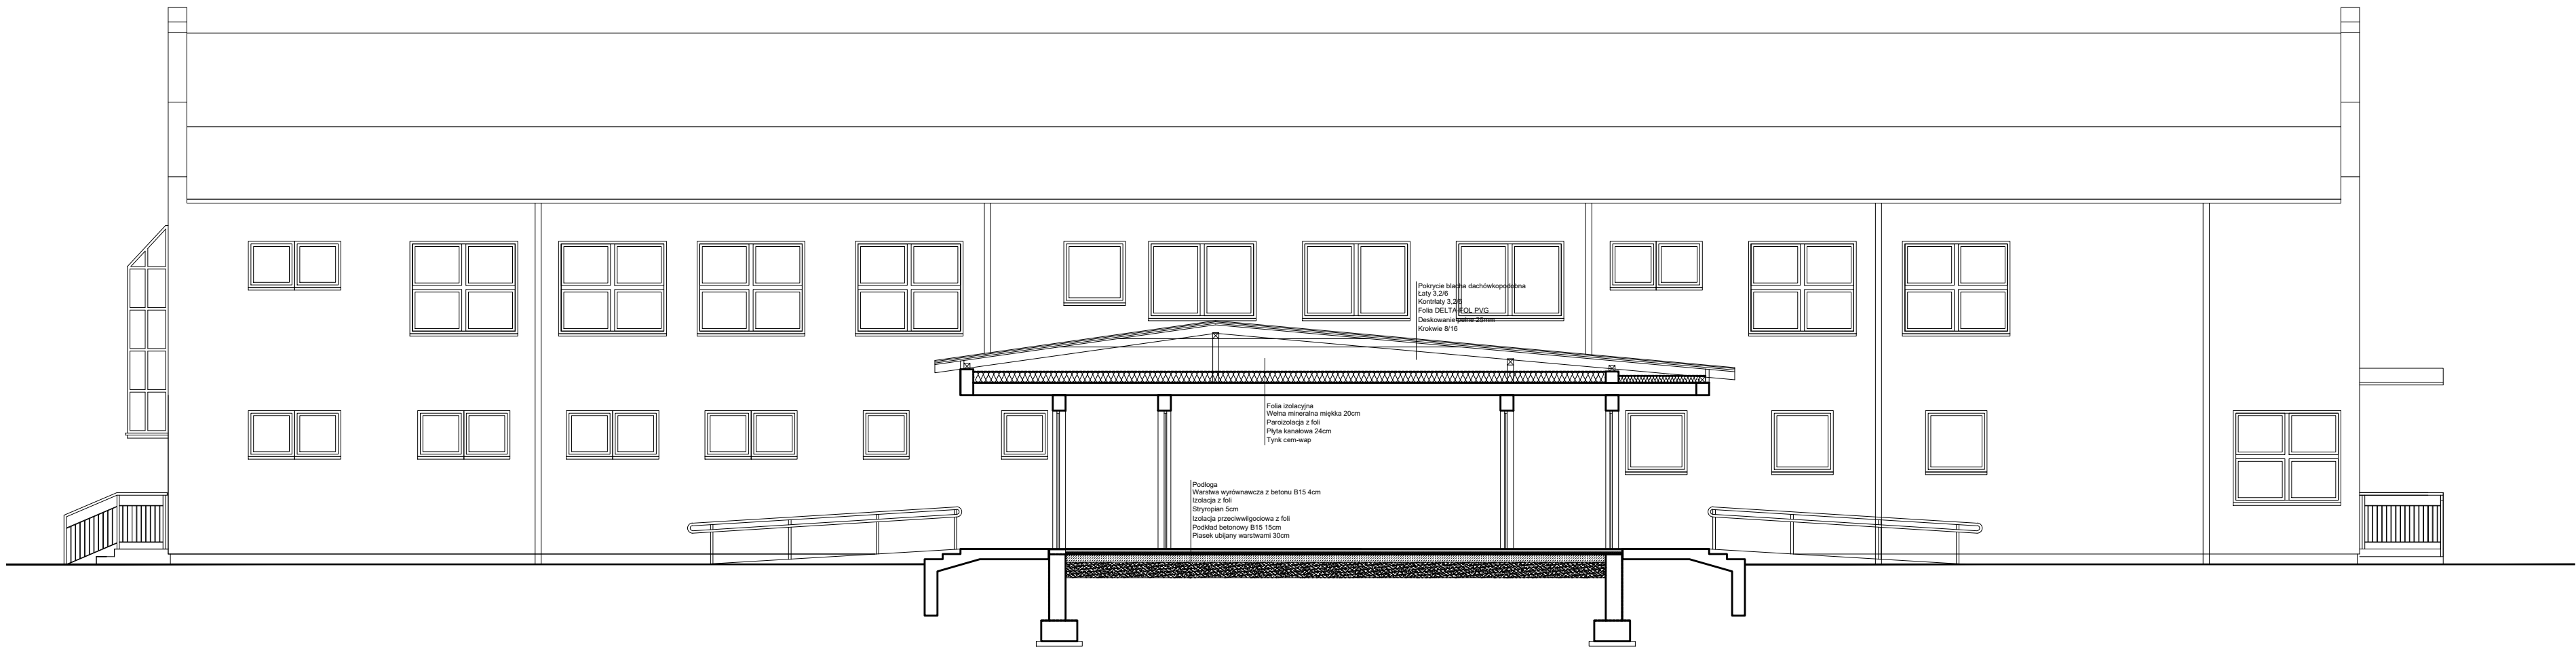 Pokrycie blacha dachówkopodobna
Łaty 3,2/6
Kontrłaty 3,2/6
Folia DELTA-FOL PVG
Deskowanie pełne 25mm
Krokwie 8/16
Folia izolacyjna
Wełna mineralna miękka 20cm
Paroizolacja z foli
Płyta kanałowa 24cm
Tynk cem-wap
Podłoga
Warstwa wyrównawcza z betonu B15 4cm
Izolacja z foli
Stryropian 5cm
Izolacja przeciwwilgociowa z foli
Podkład betonowy B15 15cm
Piasek ubijany warstwami 30cm